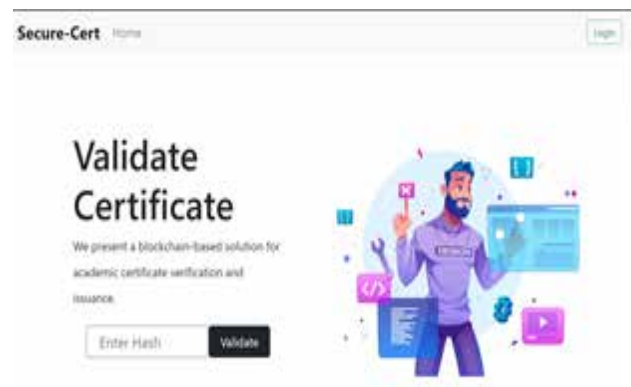 Secure-Cert Home
Login
Validate
Certificate
We present a blockchain-based solution for
academic certificate verification and
issuance.
Enter Hash Validate